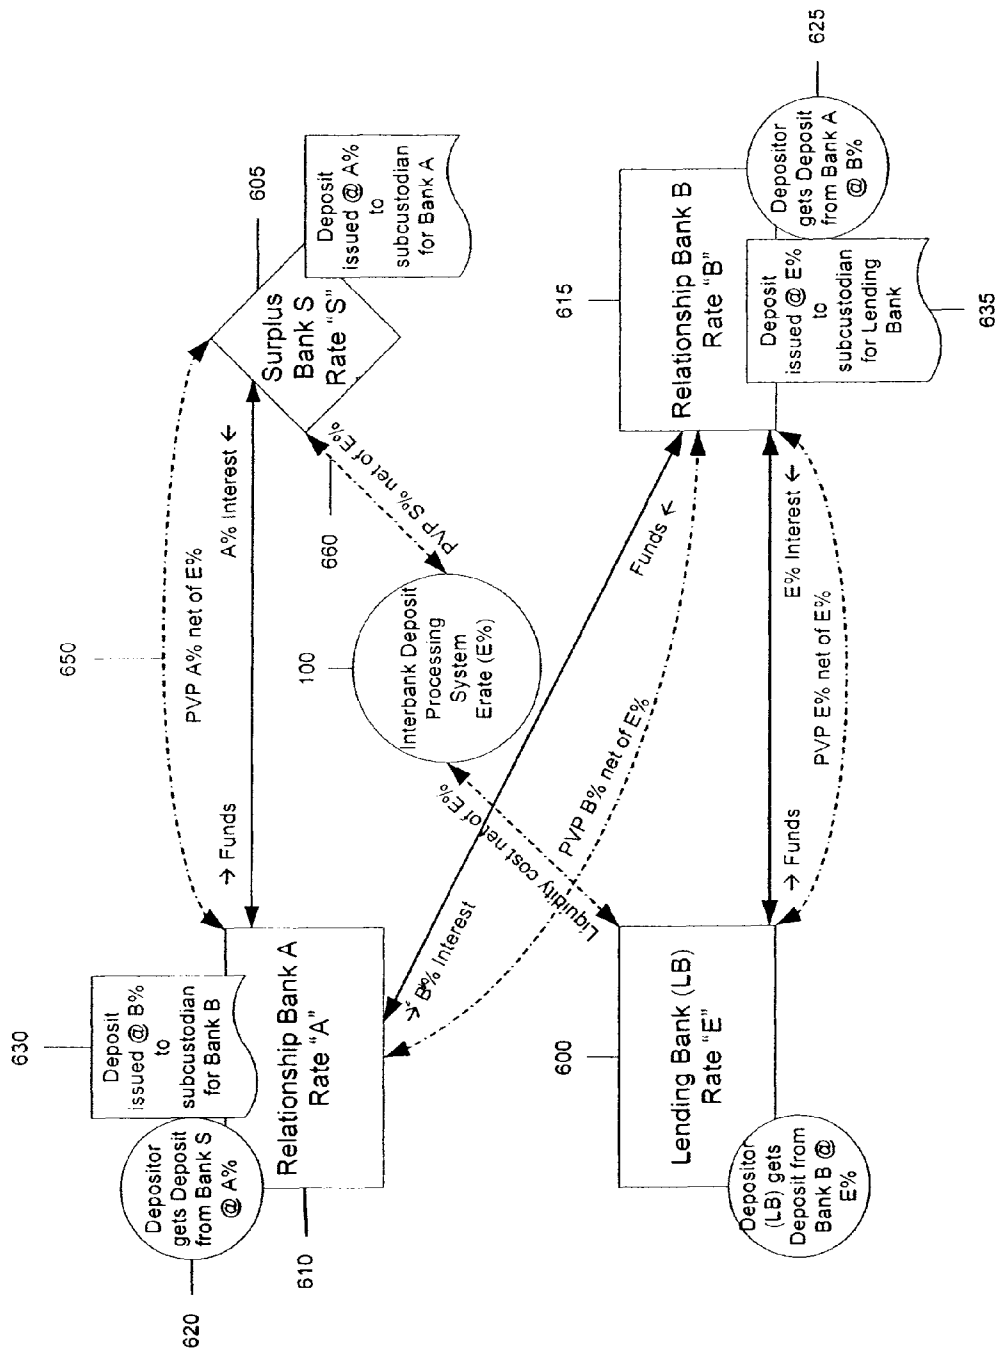 630
Deposit
issued @ B%
to
subcustodian
for Bank B
Depositor
gets Deposit
from Bank S
@ A%
620
Relationship Bank A
Rate "A"
610
650
PVP A% net of E%
→ Funds
A% Interest ←
605
Surplus
Bank S
Rate "S"
Deposit
issued @ A%
to
subcustodian
for Bank A
PVP S% net of E%
660
100
Interbank Deposit
Processing
System
Erate (E%)
Liquidity cost net of E%
← B% Interest
Funds ←
PVP B% net of E%
600
Lending Bank (LB)
Rate "E"
Depositor
(LB) gets
Deposit from
Bank B @
E%
→ Funds
E% Interest ←
PVP E% net of E%
615
Relationship Bank B
Rate "B"
Deposit
issued @ E%
to
subcustodian
for Lending
Bank
635
Depositor
gets Deposit
from Bank A
@ B%
625